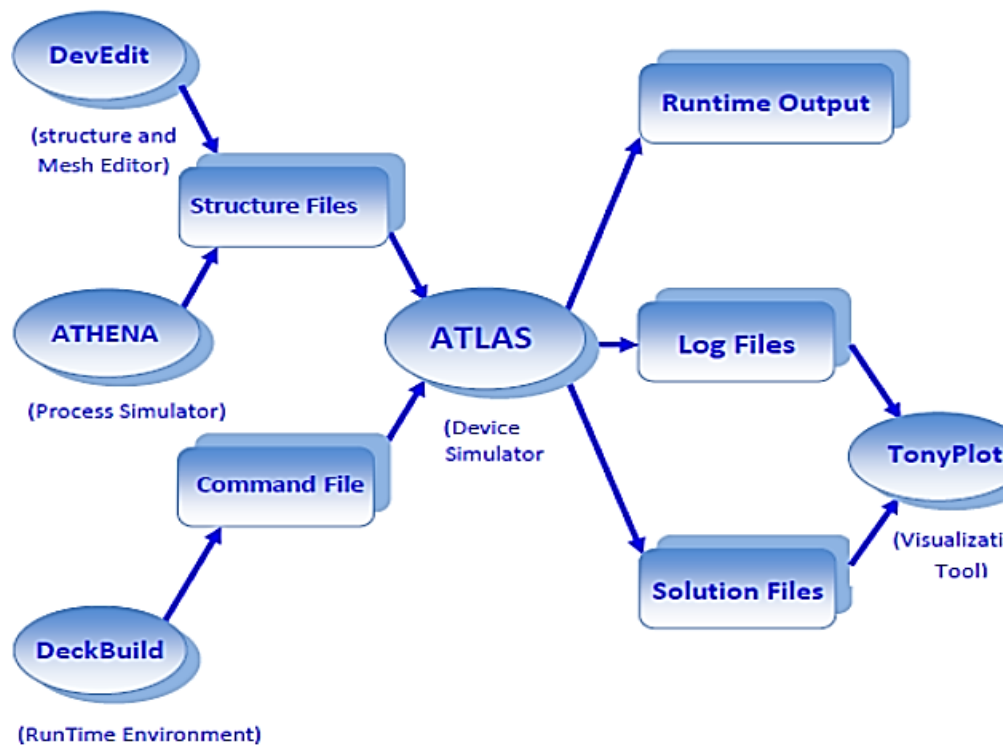 DevEdit
(structure and
Mesh Editor)
Structure Files
ATHENA
(Process Simulator)
Command File
DeckBuild
(RunTime Environment)
ATLAS
(Device
Simulator
Runtime Output
Log Files
Solution Files
TonyPlot
(Visualizati
Tool)